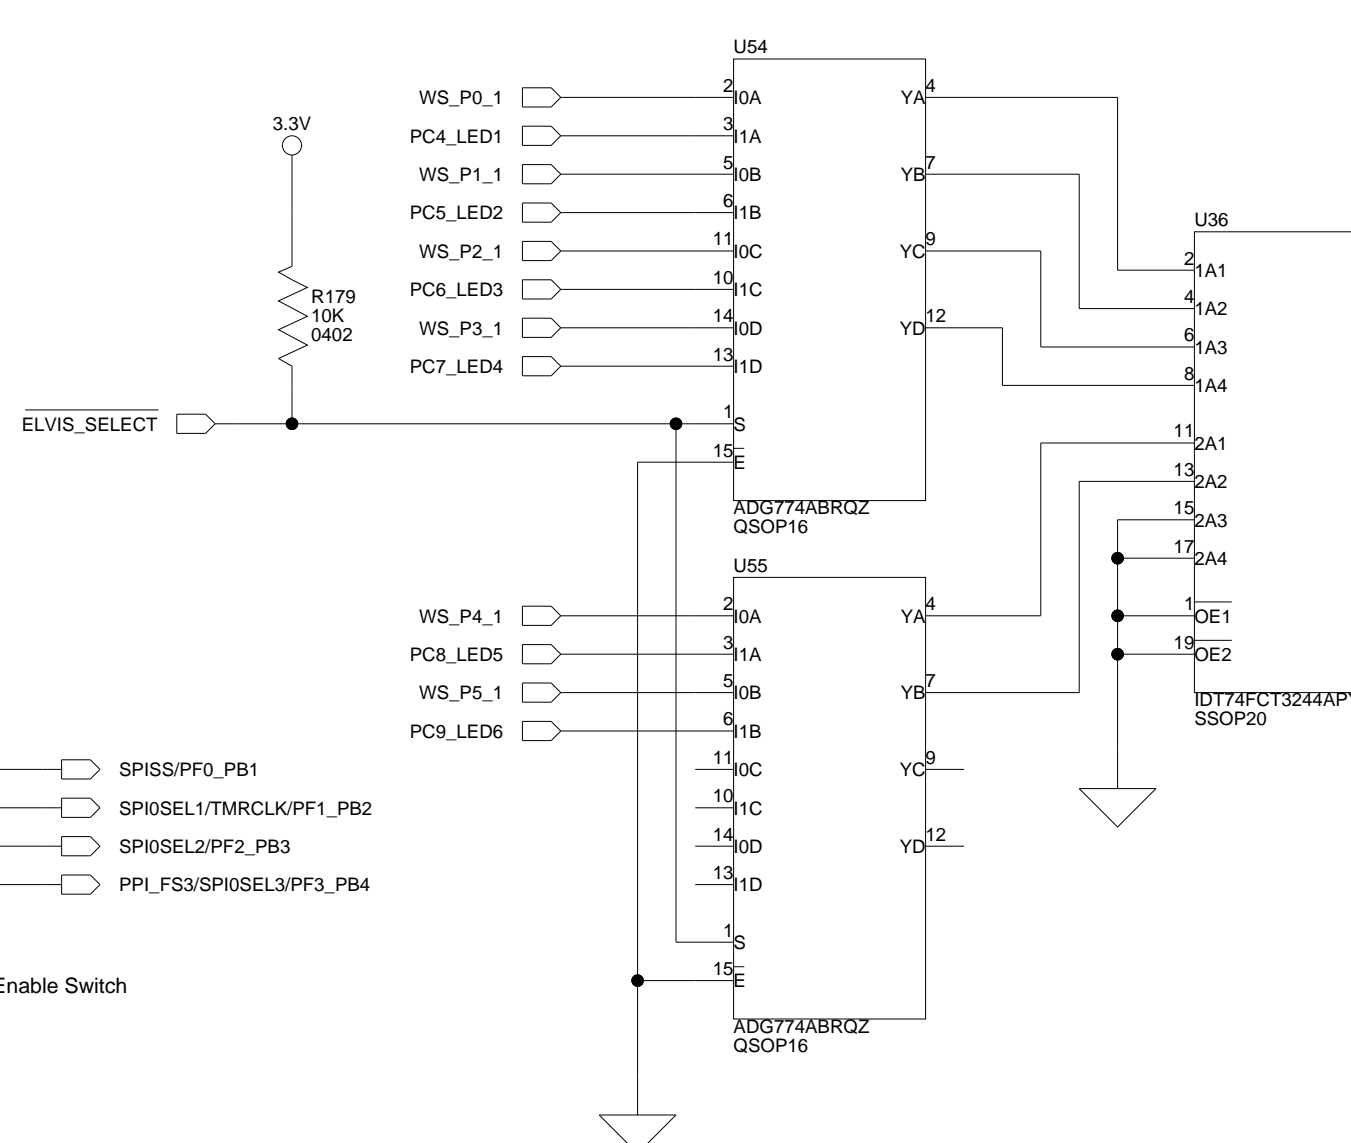 U54
WS_P0_1
2
I0A
YA
4
PC4_LED1
3
I1A
3.3V
WS_P1_1
5
I0B
YB
7
PC5_LED2
6
I1B
U36
WS_P2_1
11
I0C
YC
9
2
1A1
PC6_LED3
10
I1C
4
1A2
R179
10K
0402
WS_P3_1
14
I0D
YD
12
6
1A3
PC7_LED4
13
I1D
8
1A4
ELVIS_SELECT
1
S
11
2A1
15
E
13
2A2
ADG774ABRQZ
QSOP16
15
2A3
17
2A4
U55
WS_P4_1
2
I0A
YA
4
1
OE1
PC8_LED5
3
I1A
19
OE2
WS_P5_1
5
I0B
YB
7
IDT74FCT3244APY
SSOP20
PC9_LED6
6
I1B
SPISS/PF0_PB1
11
I0C
YC
9
SPI0SEL1/TMRCLK/PF1_PB2
10
I1C
SPI0SEL2/PF2_PB3
14
I0D
YD
12
PPI_FS3/SPI0SEL3/PF3_PB4
13
I1D
1
S
15
E
Enable Switch
ADG774ABRQZ
QSOP16